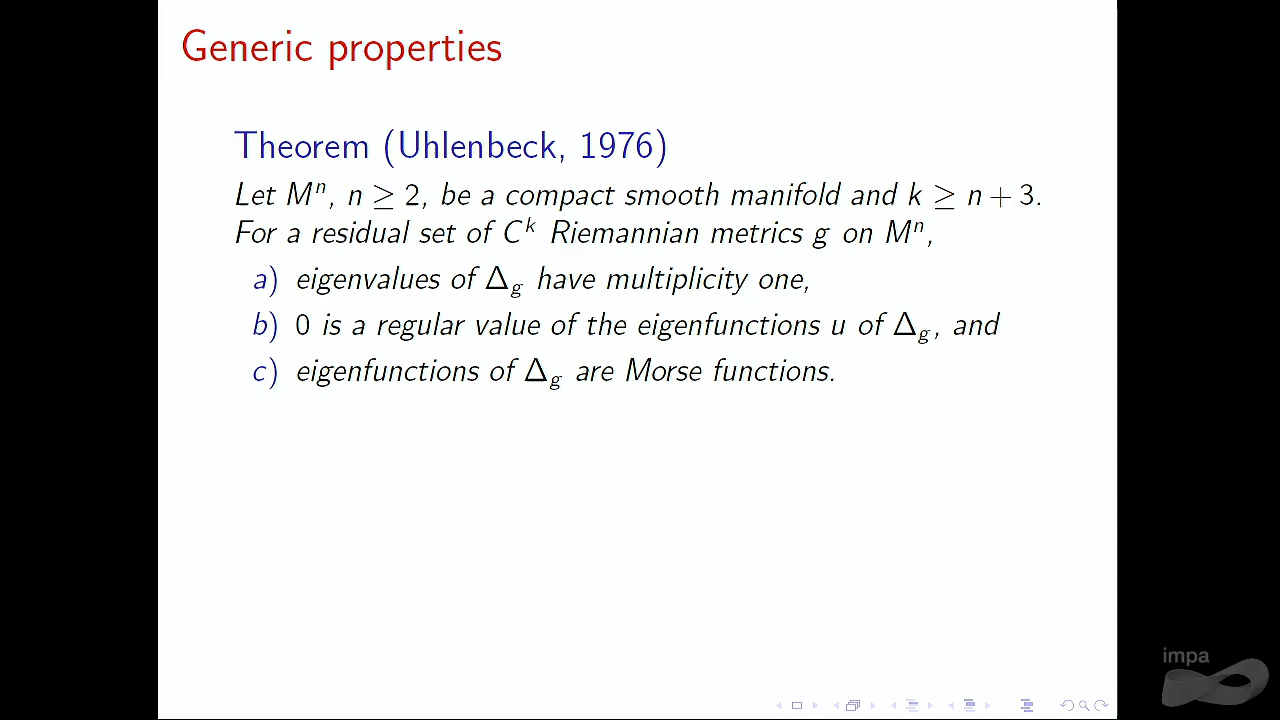 Generic properties
Theorem (Uhlenbeck, 1976)
Let Mⁿ, n ≥ 2, be a compact smooth manifold and k ≥ n + 3.
For a residual set of Cᵏ Riemannian metrics g on Mⁿ,
a) eigenvalues of Δ_g have multiplicity one,
b) 0 is a regular value of the eigenfunctions u of Δ_g, and
c) eigenfunctions of Δ_g are Morse functions.
impa